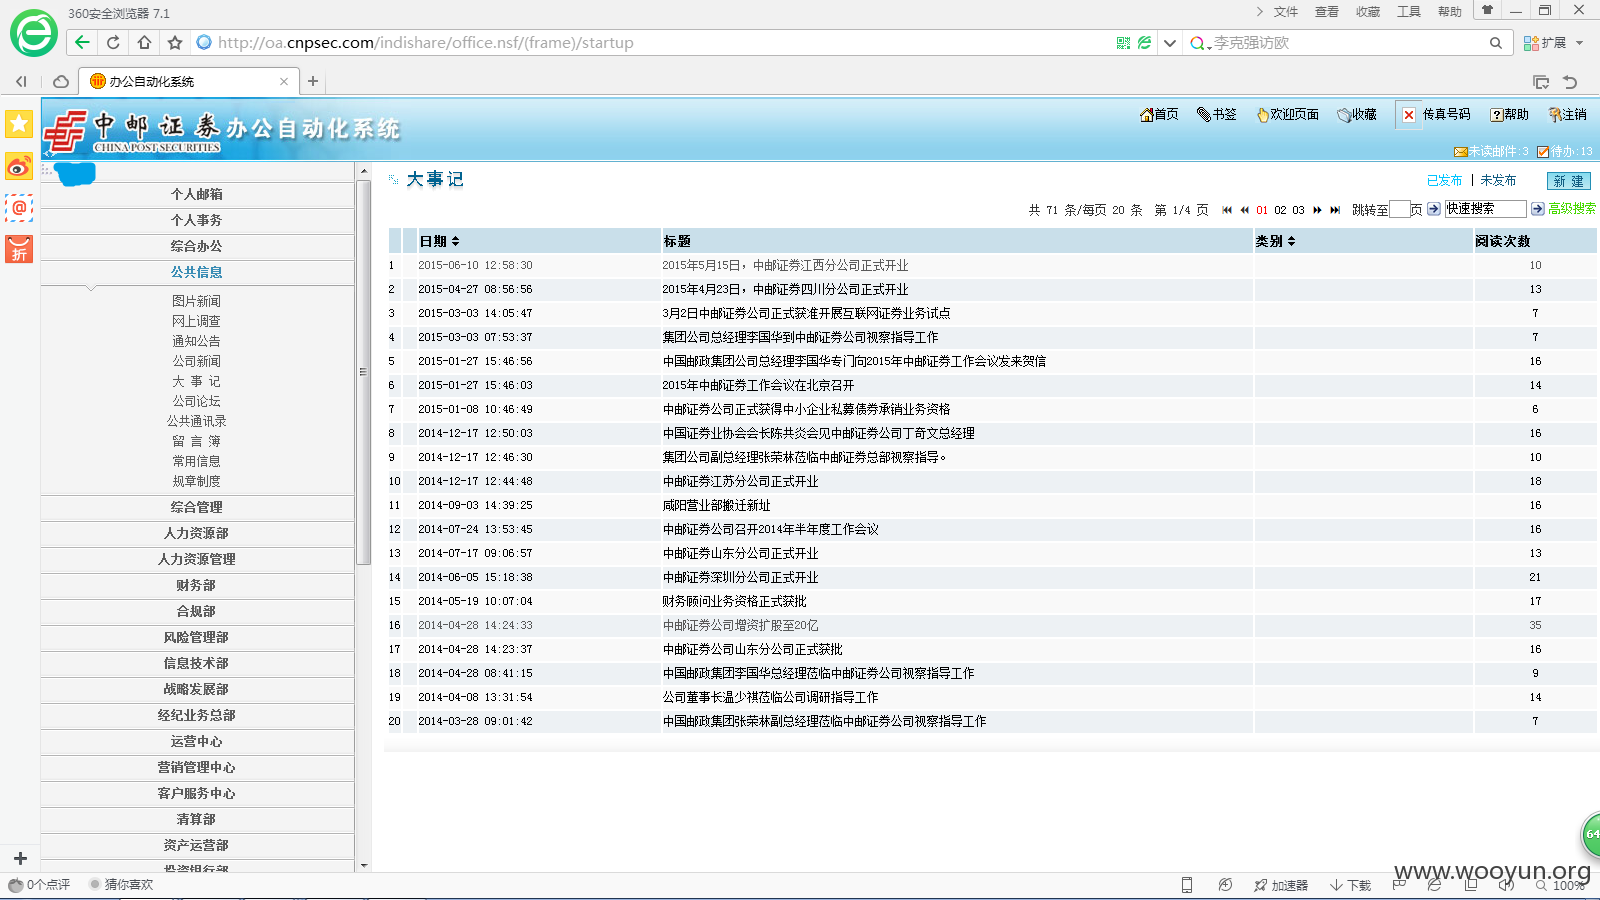 360安全浏览器 7.1
文件 查看 收藏 工具 帮助
http://oa.cnpsec.com/indishare/office.nsf/(frame)/startup
李克强访欧
扩展
办公自动化系统
中邮证券办公自动化系统
CHINA POST SECURITIES
首页 书签 欢迎页面 收藏 传真号码 帮助 注销
未读邮件:3 待办:13
个人邮箱
个人事务
综合办公
公共信息
图片新闻
网上调查
通知公告
公司新闻
大 事 记
公司论坛
公共通讯录
留 言 簿
常用信息
规章制度
综合管理
人力资源部
人力资源管理
财务部
合规部
风险管理部
信息技术部
战略发展部
经纪业务总部
运营中心
营销管理中心
客户服务中心
清算部
资产运营部
投资银行部
大事记
已发布 | 未发布 新 建
共 71 条/每页 20 条 第 1/4 页 01 02 03 跳转至 页 快速搜索 高级搜索
日期 标题 类别 阅读次数
1 2015-06-10 12:58:30 2015年5月15日，中邮证券江西分公司正式开业 10
2 2015-04-27 08:56:56 2015年4月23日，中邮证券四川分公司正式开业 13
3 2015-03-03 14:05:47 3月2日中邮证券公司正式获准开展互联网证券业务试点 7
4 2015-03-03 07:53:37 集团公司总经理李国华到中邮证券公司视察指导工作 7
5 2015-01-27 15:46:56 中国邮政集团公司总经理李国华专门向2015年中邮证券工作会议发来贺信 16
6 2015-01-27 15:46:03 2015年中邮证券工作会议在北京召开 14
7 2015-01-08 10:46:49 中邮证券公司正式获得中小企业私募债券承销业务资格 6
8 2014-12-17 12:50:03 中国证券业协会会长陈共炎会见中邮证券公司丁奇文总经理 16
9 2014-12-17 12:46:30 集团公司副总经理张荣林莅临中邮证券总部视察指导。 10
10 2014-12-17 12:44:48 中邮证券江苏分公司正式开业 18
11 2014-09-03 14:39:25 咸阳营业部搬迁新址 16
12 2014-07-24 13:53:45 中邮证券公司召开2014年半年度工作会议 16
13 2014-07-17 09:06:57 中邮证券山东分公司正式开业 13
14 2014-06-05 15:18:38 中邮证券深圳分公司正式开业 21
15 2014-05-19 10:07:04 财务顾问业务资格正式获批 17
16 2014-04-28 14:24:33 中邮证券公司增资扩股至20亿 35
17 2014-04-28 14:23:37 中邮证券公司山东分公司正式获批 16
18 2014-04-28 08:41:15 中国邮政集团李国华总经理莅临中邮证券公司视察指导工作 9
19 2014-04-08 13:31:54 公司董事长温少祺莅临公司调研指导工作 14
20 2014-03-28 09:01:42 中国邮政集团张荣林副总经理莅临中邮证券公司视察指导工作 7
64
www.wooyun.org
0个点评 猜你喜欢 加速器 下载 100%